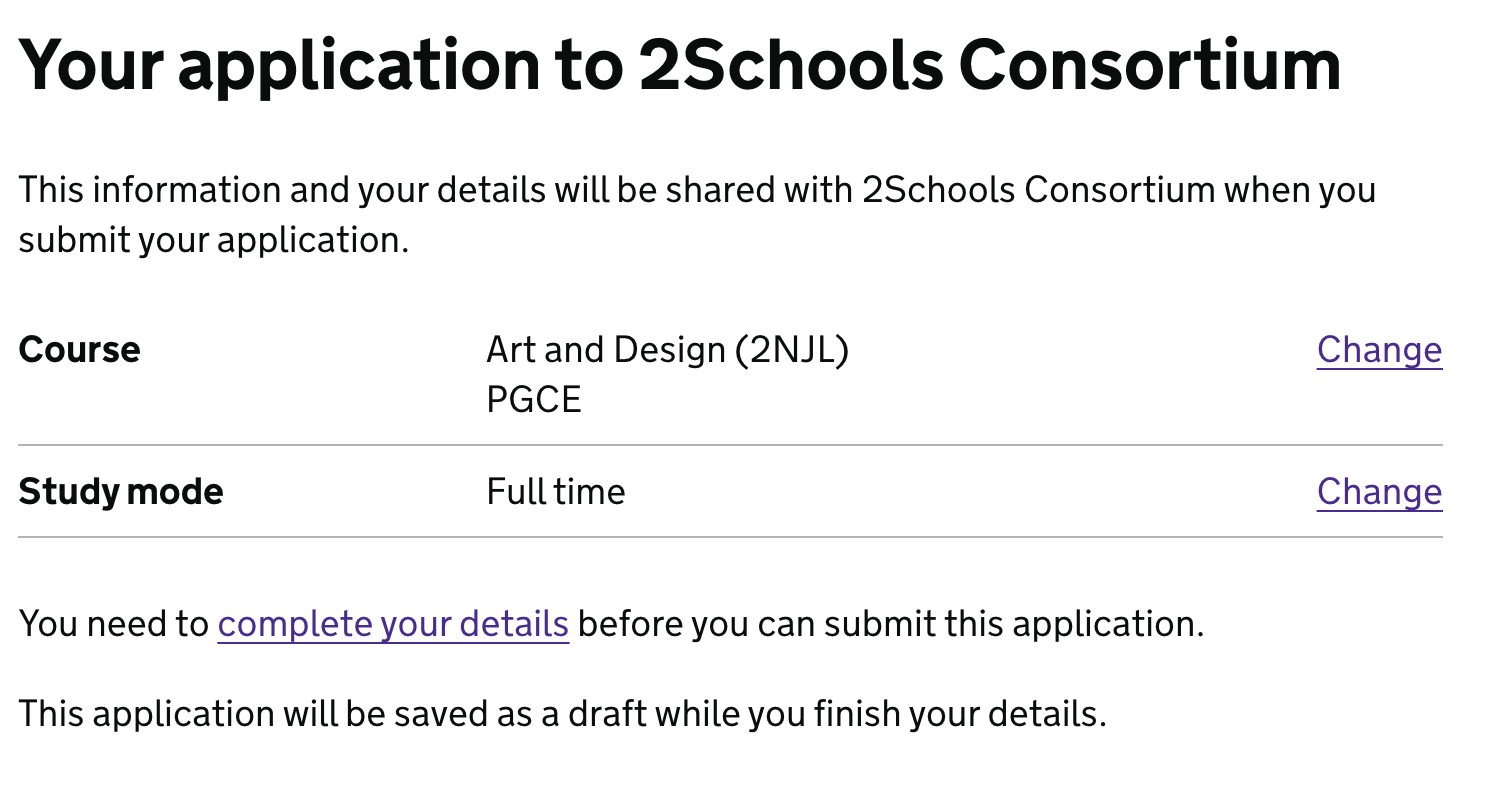 Your application to 2Schools Consortium
This information and your details will be shared with 2Schools Consortium when you
submit your application.
Course Art and Design (2NJL) Change
PGCE
Study mode Full time Change
You need to complete your details before you can submit this application.
This application will be saved as a draft while you finish your details.